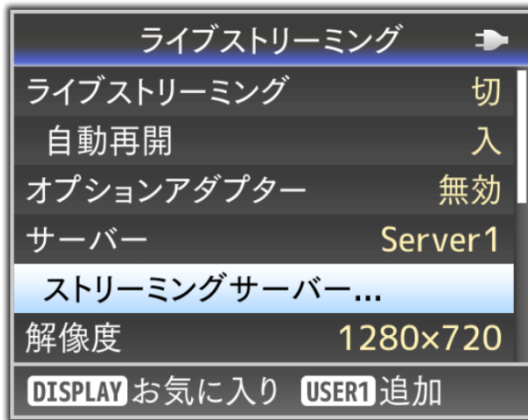 ライブストリーミング
ライブストリーミング 切
自動再開 入
オプションアダプター 無効
サーバー Server1
ストリーミングサーバー...
解像度 1280×720
DISPLAY お気に入り USER1 追加